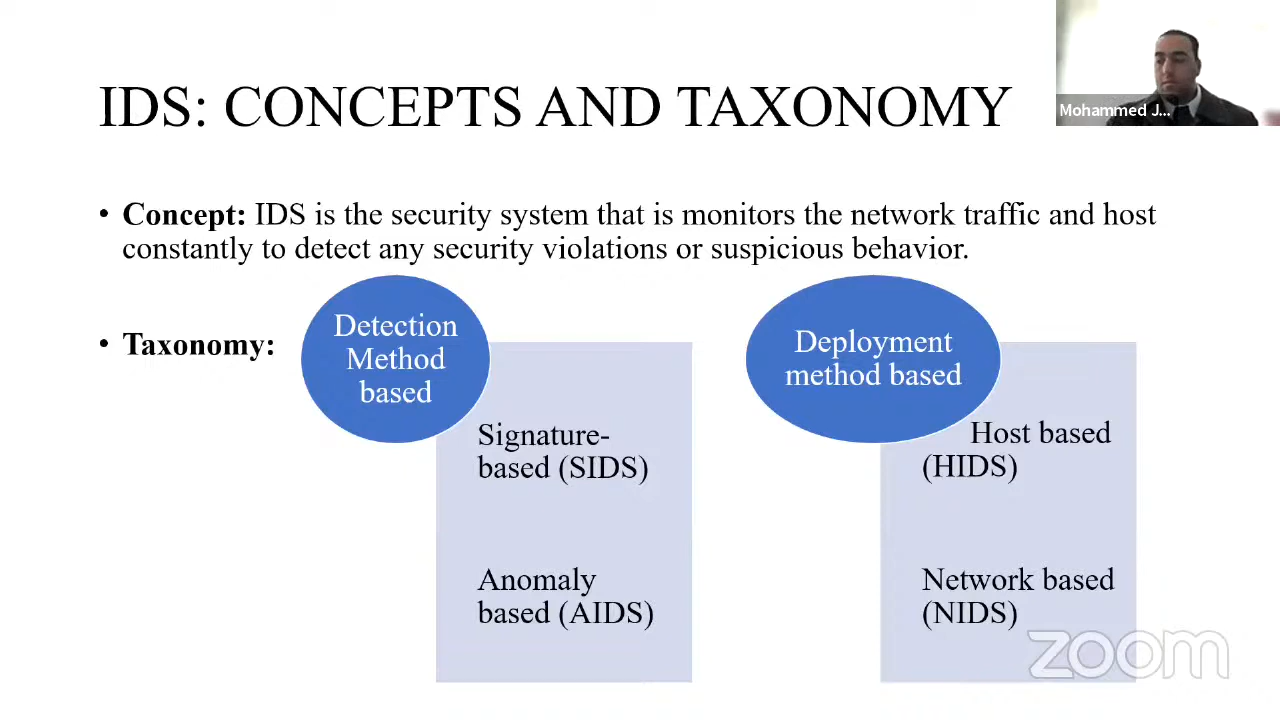 IDS: CONCEPTS AND TAXONOMY
Mohammed J...
• Concept: IDS is the security system that is monitors the network traffic and host
constantly to detect any security violations or suspicious behavior.
• Taxonomy:
Detection
Method
based
Signature-
based (SIDS)
Anomaly
based (AIDS)
Deployment
method based
Host based
(HIDS)
Network based
(NIDS)
zoom